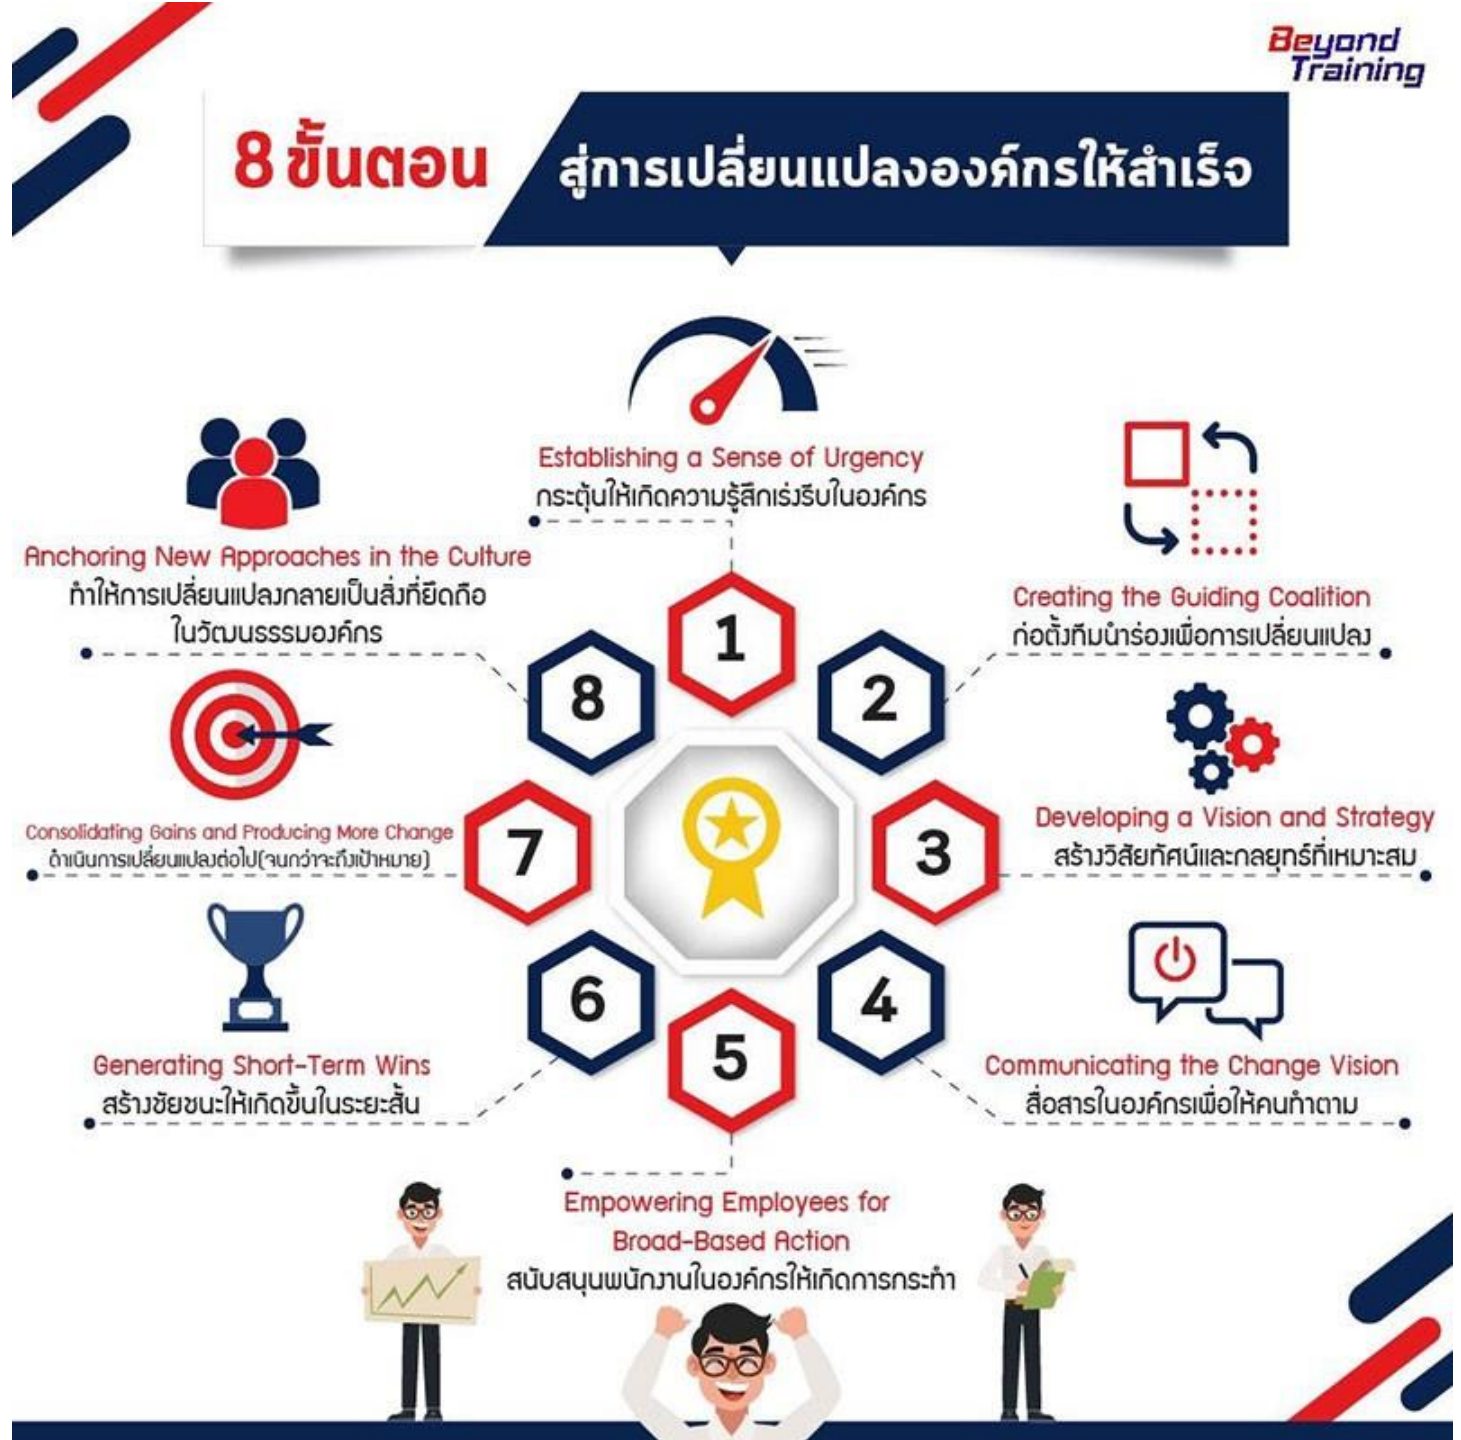 Beyond
Training
8 ขั้นตอน สู่การเปลี่ยนแปลงองค์กรให้สำเร็จ
Establishing a Sense of Urgency
กระตุ้นให้เกิดความรู้สึกเร่งรีบในองค์กร
1
Creating the Guiding Coalition
ก่อตั้งทีมนำร่องเพื่อการเปลี่ยนแปลง
2
Developing a Vision and Strategy
สร้างวิสัยทัศน์และกลยุทธ์ที่เหมาะสม
3
Communicating the Change Vision
สื่อสารในองค์กรเพื่อให้คนทำตาม
4
5
Empowering Employees for
Broad-Based Action
สนับสนุนพนักงานในองค์กรให้เกิดการกระทำ
6
Generating Short-Term Wins
สร้างชัยชนะให้เกิดขึ้นในระยะสั้น
7
Consolidating Gains and Producing More Change
ดำเนินการเปลี่ยนแปลงต่อไป(จนกว่าจะถึงเป้าหมาย)
8
Anchoring New Approaches in the Culture
ทำให้การเปลี่ยนแปลงกลายเป็นสิ่งที่ยึดถือ
ในวัฒนธรรมองค์กร